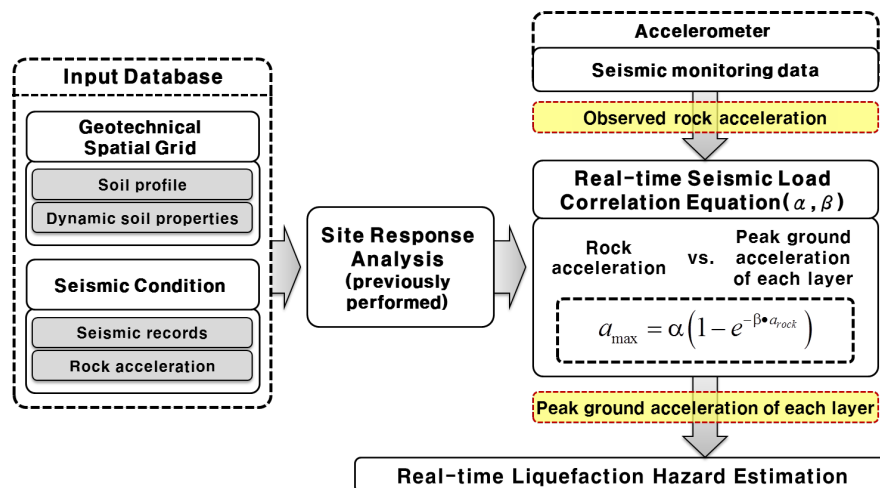 Input Database
Geotechnical
Spatial Grid
Soil profile
Dynamic soil properties
Seismic Condition
Seismic records
Rock acceleration
Site Response
Analysis
(previously
performed)
Accelerometer
Seismic monitoring data
Observed rock acceleration
Real-time Seismic Load
Correlation Equation(α, β)
Rock
acceleration
vs.
Peak ground
acceleration
of each layer
a_max = α(1 − e^{−β•a_rock})
Peak ground acceleration of each layer
Real-time Liquefaction Hazard Estimation